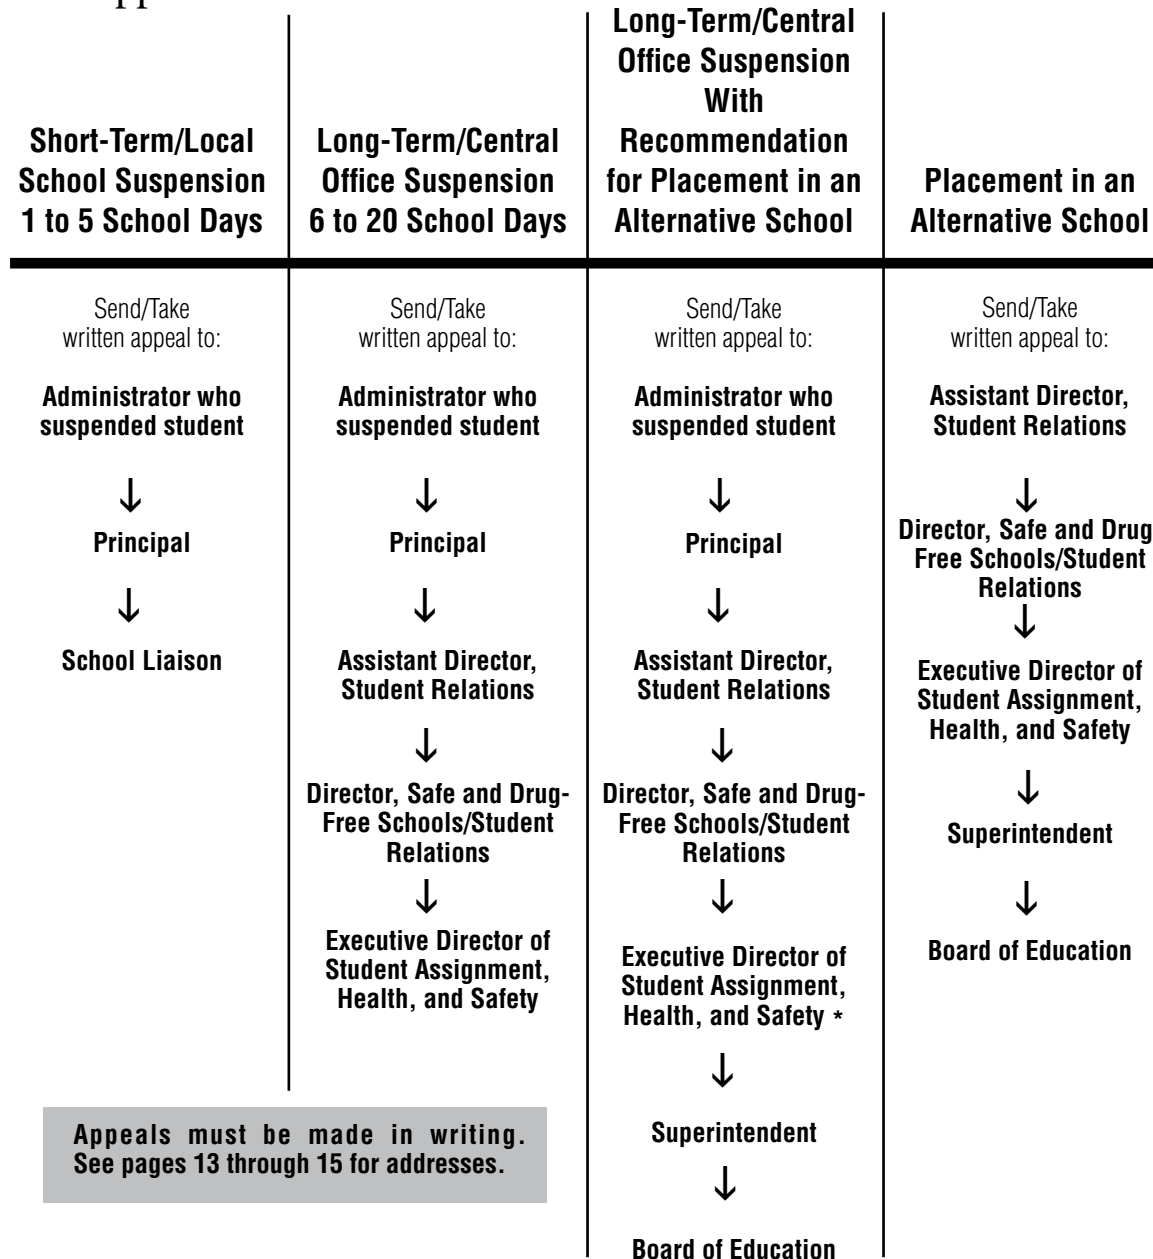 Short-Term/Local
School Suspension
1 to 5 School Days
Send/Take
written appeal to:
Administrator who
suspended student
↓
Principal
↓
School Liaison
Long-Term/Central
Office Suspension
6 to 20 School Days
Send/Take
written appeal to:
Administrator who
suspended student
↓
Principal
↓
Assistant Director,
Student Relations
↓
Director, Safe and Drug-
Free Schools/Student
Relations
↓
Executive Director of
Student Assignment,
Health, and Safety
Long-Term/Central
Office Suspension
With
Recommendation
for Placement in an
Alternative School
Send/Take
written appeal to:
Administrator who
suspended student
↓
Principal
↓
Assistant Director,
Student Relations
↓
Director, Safe and Drug-
Free Schools/Student
Relations
↓
Executive Director of
Student Assignment,
Health, and Safety *
↓
Superintendent
↓
Board of Education
Placement in an
Alternative School
Send/Take
written appeal to:
Assistant Director,
Student Relations
↓
Director, Safe and Drug
Free Schools/Student
Relations
↓
Executive Director of
Student Assignment,
Health, and Safety
↓
Superintendent
↓
Board of Education
Appeals must be made in writing.
See pages 13 through 15 for addresses.